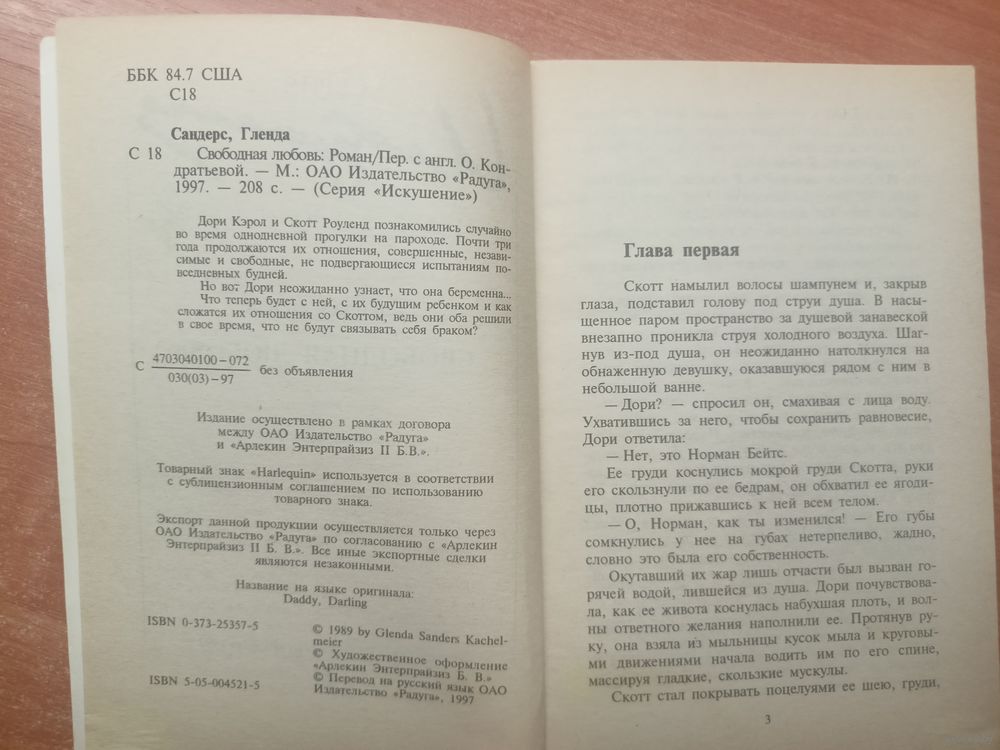 ББК 84.7 США
С18
Сандерс, Гленда
С 18 Свободная любовь: Роман/Пер. с англ. О. Кон-
дратьевой. — М.: ОАО Издательство «Радуга»,
1997. — 208 с. — (Серия «Искушение»)
Дори Кэрол и Скотт Роуленд познакомились случайно
во время однодневной прогулки на пароходе. Почти три
года продолжаются их отношения, совершенные, незави-
симые и свободные, не подвергающиеся испытаниям по-
вседневных будней.
Но вот Дори неожиданно узнает, что она беременна...
Что теперь будет с ней, с их будущим ребенком и как
сложатся их отношения со Скоттом, ведь они оба решили
в свое время, что не будут связывать себя браком?
С 4703040100–072 без объявления
030(03)–97
Издание осуществлено в рамках договора
между ОАО Издательство «Радуга»
и «Арлекин Энтерпрайзиз II Б.В.».
Товарный знак «Harlequin» используется в соответствии
с сублицензионным соглашением по использованию
товарного знака.
Экспорт данной продукции осуществляется только через
ОАО Издательство «Радуга» по согласованию с «Арлекин
Энтерпрайзиз II Б. В.». Все иные экспортные сделки
являются незаконными.
Название на языке оригинала:
Daddy, Darling
ISBN 0-373-25357-5
© 1989 by Glenda Sanders Kachel-
meier
© Художественное оформление
«Арлекин Энтерпрайзиз Б. В.»
ISBN 5-05-004521-5
© Перевод на русский язык ОАО
Издательство «Радуга», 1997
Глава первая
Скотт намылил волосы шампунем и, закрыв
глаза, подставил голову под струи душа. В насы-
щенное паром пространство за душевой занавеской
внезапно проникла струя холодного воздуха. Шаг-
нув из-под душа, он неожиданно натолкнулся на
обнаженную девушку, оказавшуюся рядом с ним в
небольшой ванне.
— Дори? — спросил он, смахивая с лица воду.
Ухватившись за него, чтобы сохранить равновесие,
Дори ответила:
— Нет, это Норман Бейтс.
Ее груди коснулись мокрой груди Скотта, руки
его скользнули по ее бедрам, он обхватил ее ягоди-
цы, плотно прижавшись к ней всем телом.
— О, Норман, как ты изменился! — Его губы
сомкнулись у нее на губах нетерпеливо, жадно,
словно это была его собственность.
Окутавший их жар лишь отчасти был вызван го-
рячей водой, лившейся из душа. Дори почувствова-
ла, как ее живота коснулась набухшая плоть, и вол-
ны ответного желания наполнили ее. Протянув ру-
ку, она взяла из мыльницы кусок мыла и круговы-
ми движениями начала водить им по его спине,
массируя гладкие, скользкие мускулы.
Скотт стал покрывать поцелуями ее шею, груди,
3